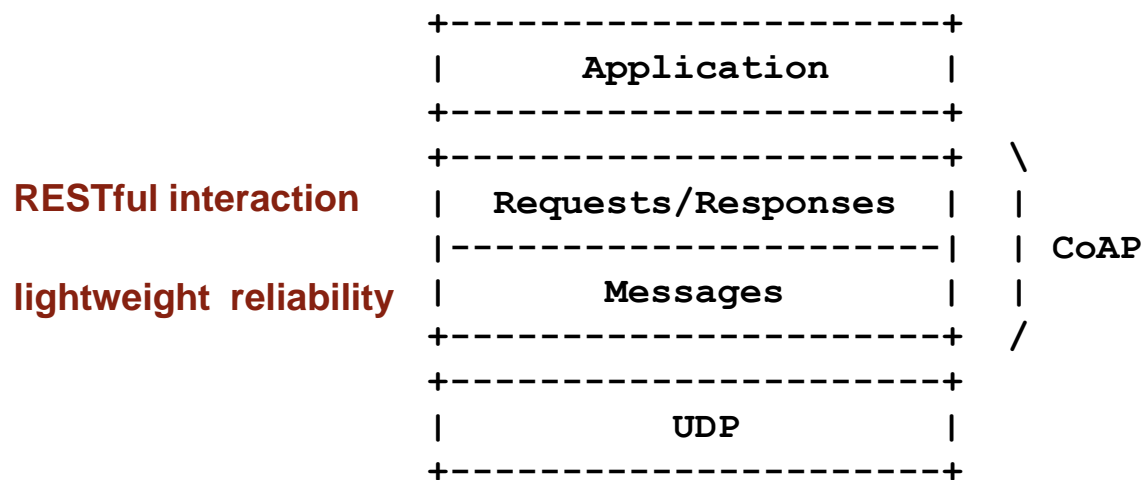 +----------------------+
|      Application     |
+----------------------+
+----------------------+  \
RESTful interaction |  Requests/Responses  |  |
|----------------------|  | CoAP
lightweight reliability |       Messages       |  |
+----------------------+  /
+----------------------+
|          UDP         |
+----------------------+